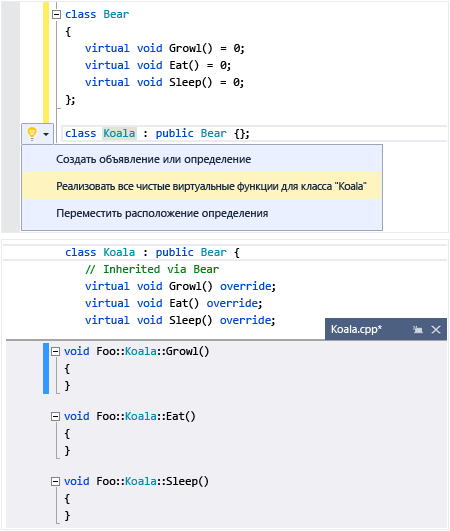 class Bear
{
virtual void Growl() = 0;
virtual void Eat() = 0;
virtual void Sleep() = 0;
};
class Koala : public Bear {};
Создать объявление или определение
Реализовать все чистые виртуальные функции для класса "Koala"
Переместить расположение определения
class Koala : public Bear {
// Inherited via Bear
virtual void Growl() override;
virtual void Eat() override;
virtual void Sleep() override;
Koala.cpp*
void Foo::Koala::Growl()
{
}
void Foo::Koala::Eat()
{
}
void Foo::Koala::Sleep()
{
}